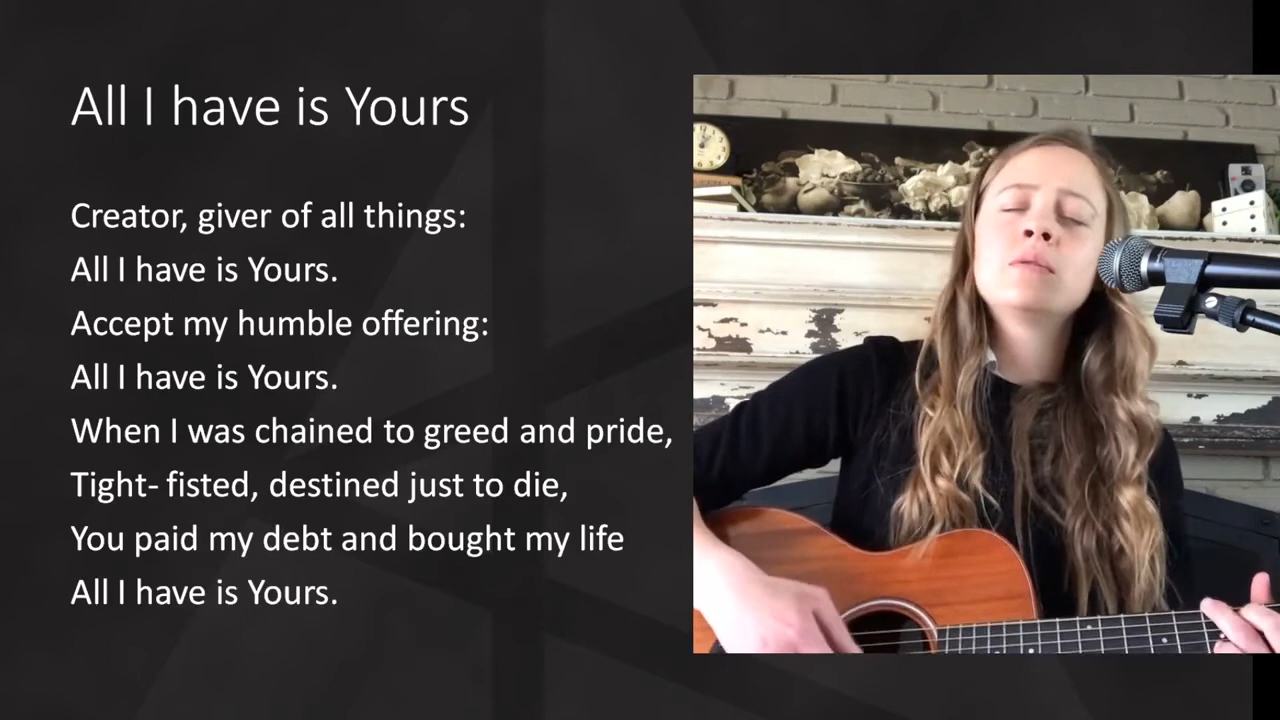 All I have is Yours
Creator, giver of all things:
All I have is Yours.
Accept my humble offering:
All I have is Yours.
When I was chained to greed and pride,
Tight- fisted, destined just to die,
You paid my debt and bought my life
All I have is Yours.